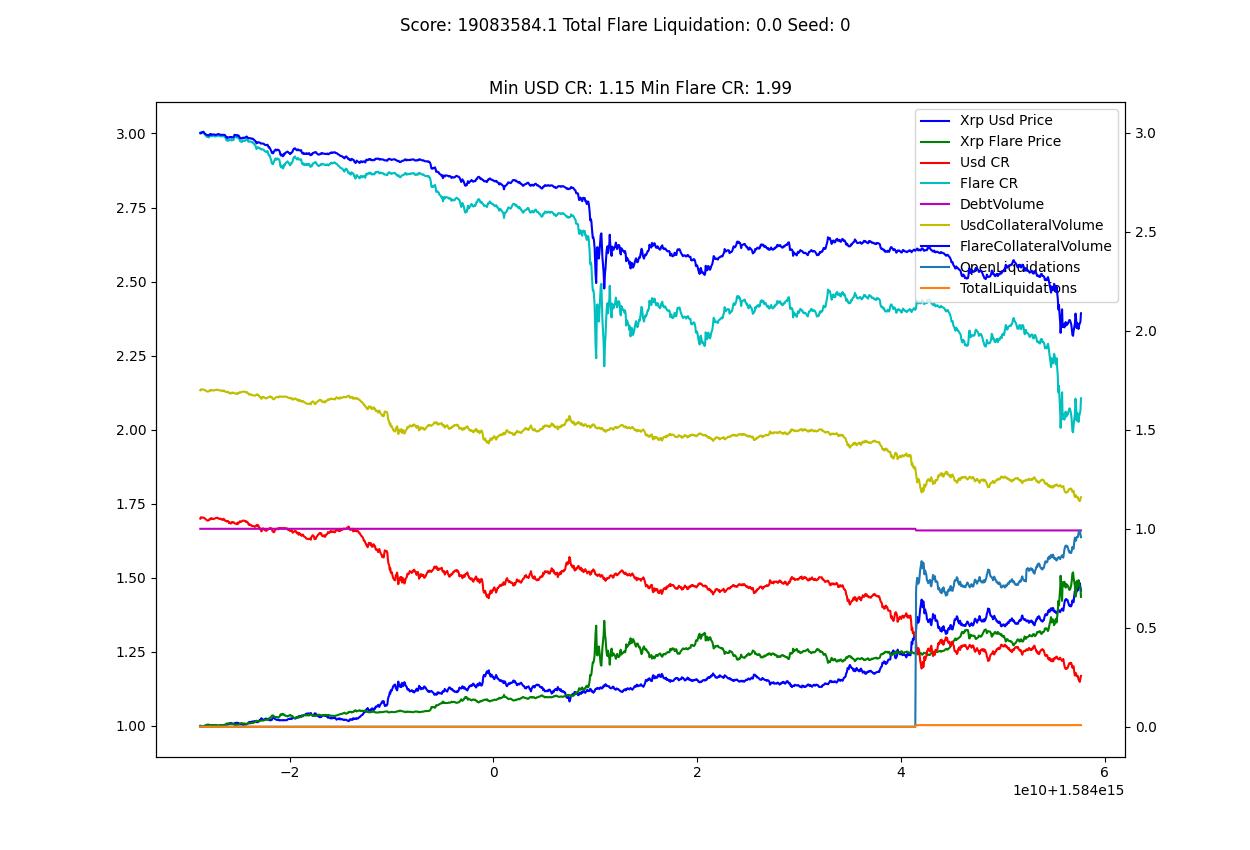 Score: 19083584.1 Total Flare Liquidation: 0.0 Seed: 0
Min USD CR: 1.15 Min Flare CR: 1.99
3.00
2.75
2.50
2.25
2.00
1.75
1.50
1.25
1.00
Xrp Usd Price
Xrp Flare Price
Usd CR
Flare CR
DebtVolume
UsdCollateralVolume
FlareCollateralVolume
OpenLiquidations
TotalLiquidations
3.0
2.5
2.0
1.5
1.0
0.5
0.0
−2 0 2 4 6
1e10+1.584e15